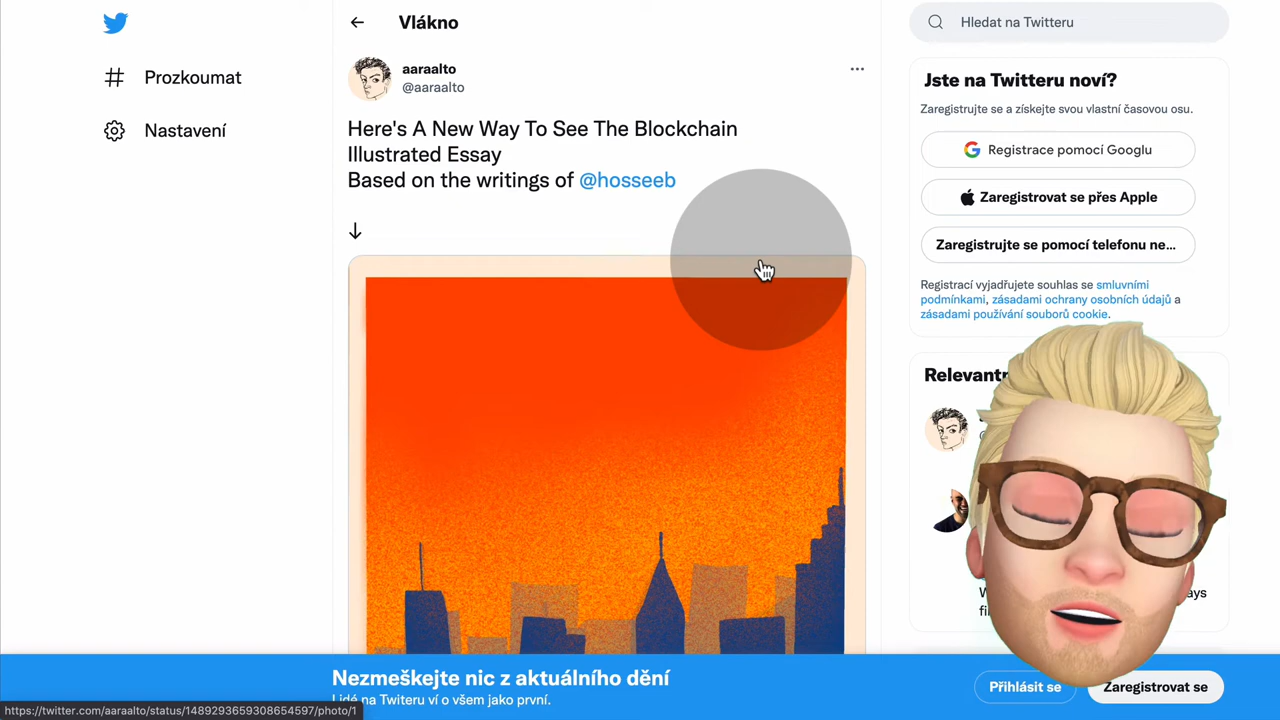 Prozkoumat
Nastavení
Vlákno
aaraalto
@aaraalto
Here's A New Way To See The Blockchain
Illustrated Essay
Based on the writings of @hosseeb
↓
Hledat na Twitteru
Jste na Twitteru noví?
Zaregistrujte se a získejte svou vlastní časovou osu.
Registrace pomocí Googlu
Zaregistrovat se přes Apple
Zaregistrujte se pomocí telefonu ne...
Registrací vyjadřujete souhlas se smluvními
podmínkami, zásadami ochrany osobních údajů a
zásadami používání souborů cookie.
Nezmeškejte nic z aktuálního dění
Lidé na Twiteru ví o všem jako první.
Přihlásit se
Zaregistrovat se
https://twitter.com/aaraalto/status/1489293659308654597/photo/1